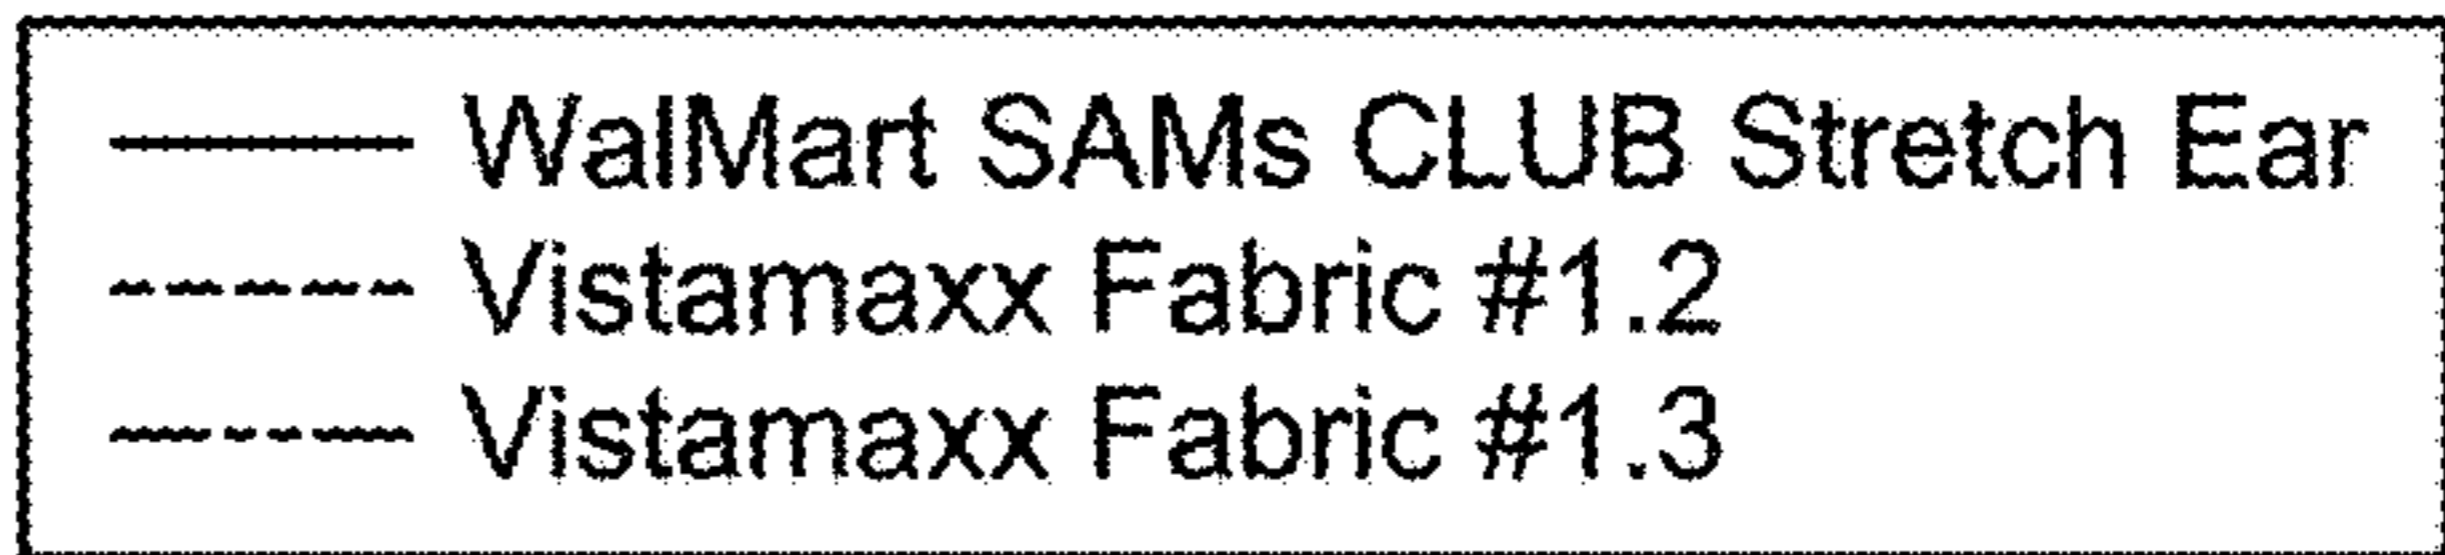 WalMart SAMs CLUB Stretch Ear
Vistamaxx Fabric #1.2
Vistamaxx Fabric #1.3